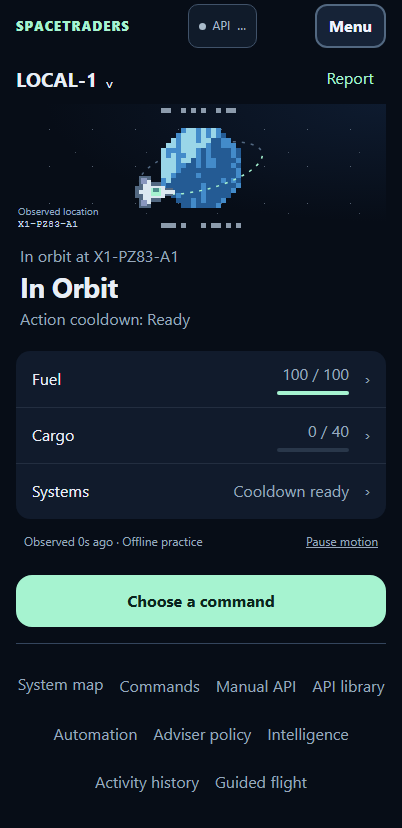 SPACETRADERS
API ...
Menu
LOCAL-1 v
Report
Observed location
X1-PZ83-A1
In orbit at X1-PZ83-A1
In Orbit
Action cooldown: Ready
Fuel 100 / 100 ›
Cargo 0 / 40 ›
Systems Cooldown ready ›
Observed 0s ago · Offline practice Pause motion
Choose a command
System map Commands Manual API API library
Automation Adviser policy Intelligence
Activity history Guided flight